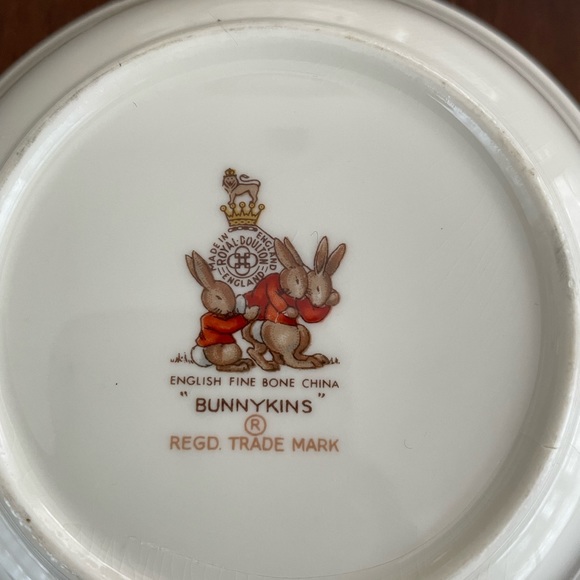 MADE IN ENGLAND
ROYAL·DOULTON
ENGLAND
ENGLISH FINE BONE CHINA
"BUNNYKINS"
®
REGD. TRADE MARK